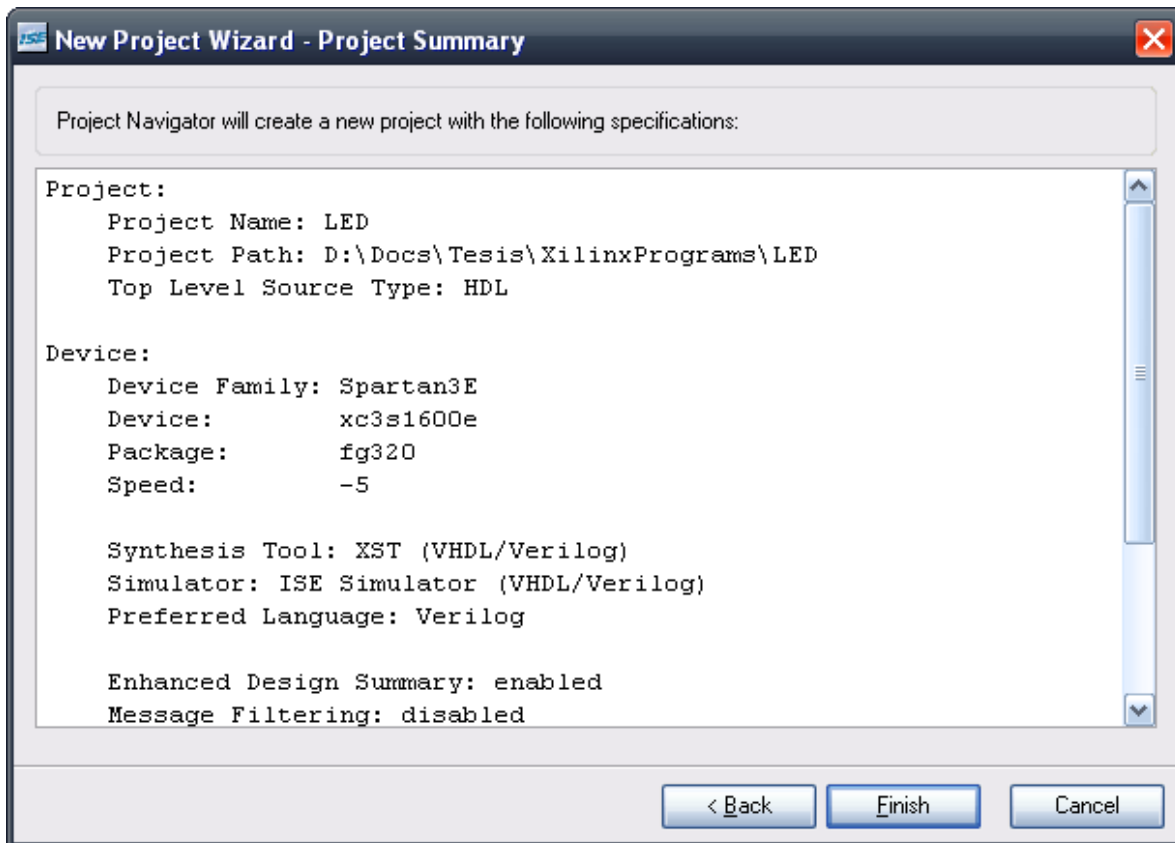 ISE New Project Wizard - Project Summary
Project Navigator will create a new project with the following specifications:
Project:
Project Name: LED
Project Path: D:\Docs\Tesis\XilinxPrograms\LED
Top Level Source Type: HDL
Device:
Device Family: Spartan3E
Device: xc3s1600e
Package: fg320
Speed: -5
Synthesis Tool: XST (VHDL/Verilog)
Simulator: ISE Simulator (VHDL/Verilog)
Preferred Language: Verilog
Enhanced Design Summary: enabled
Message Filtering: disabled
< Back Finish Cancel